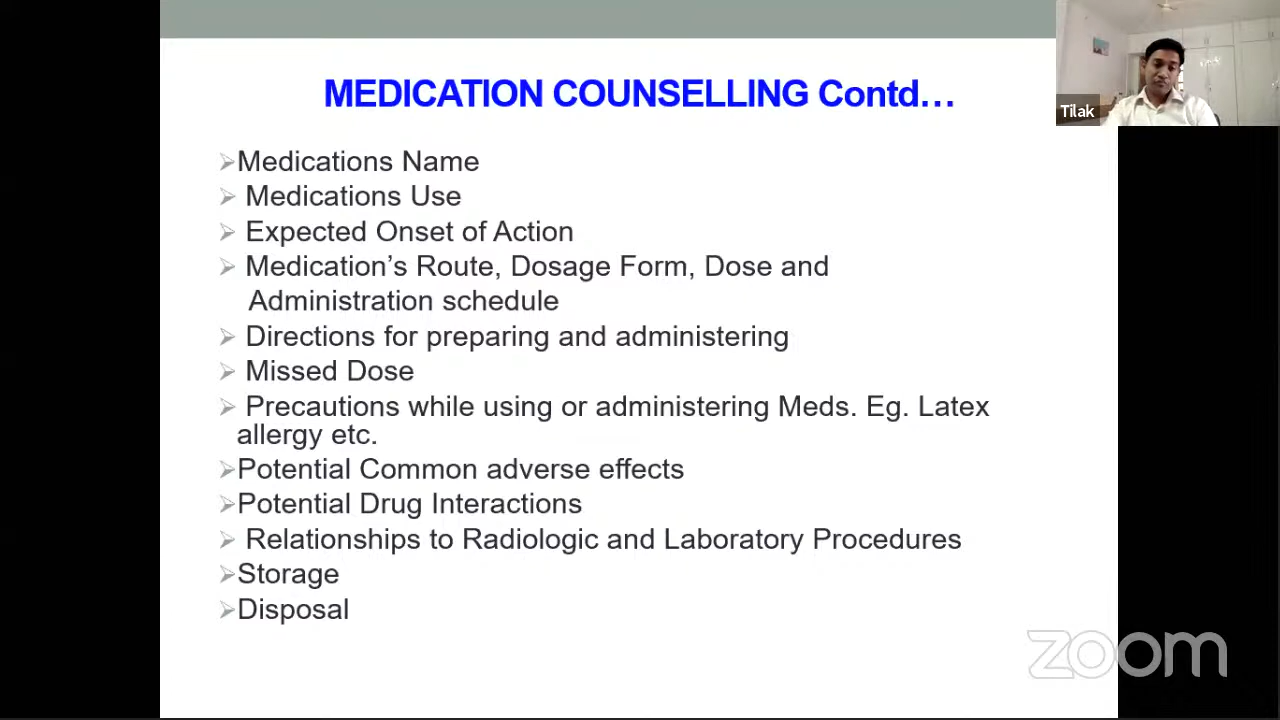 MEDICATION COUNSELLING Contd…
Tilak
➢Medications Name
➢ Medications Use
➢ Expected Onset of Action
➢ Medication’s Route, Dosage Form, Dose and
Administration schedule
➢ Directions for preparing and administering
➢ Missed Dose
➢ Precautions while using or administering Meds. Eg. Latex
allergy etc.
➢Potential Common adverse effects
➢Potential Drug Interactions
➢ Relationships to Radiologic and Laboratory Procedures
➢Storage
➢Disposal
zoom